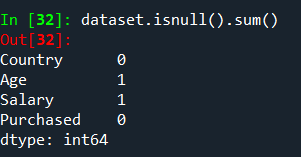 In [32]: dataset.isnull().sum()
Out[32]:
Country      0
Age          1
Salary       1
Purchased    0
dtype: int64